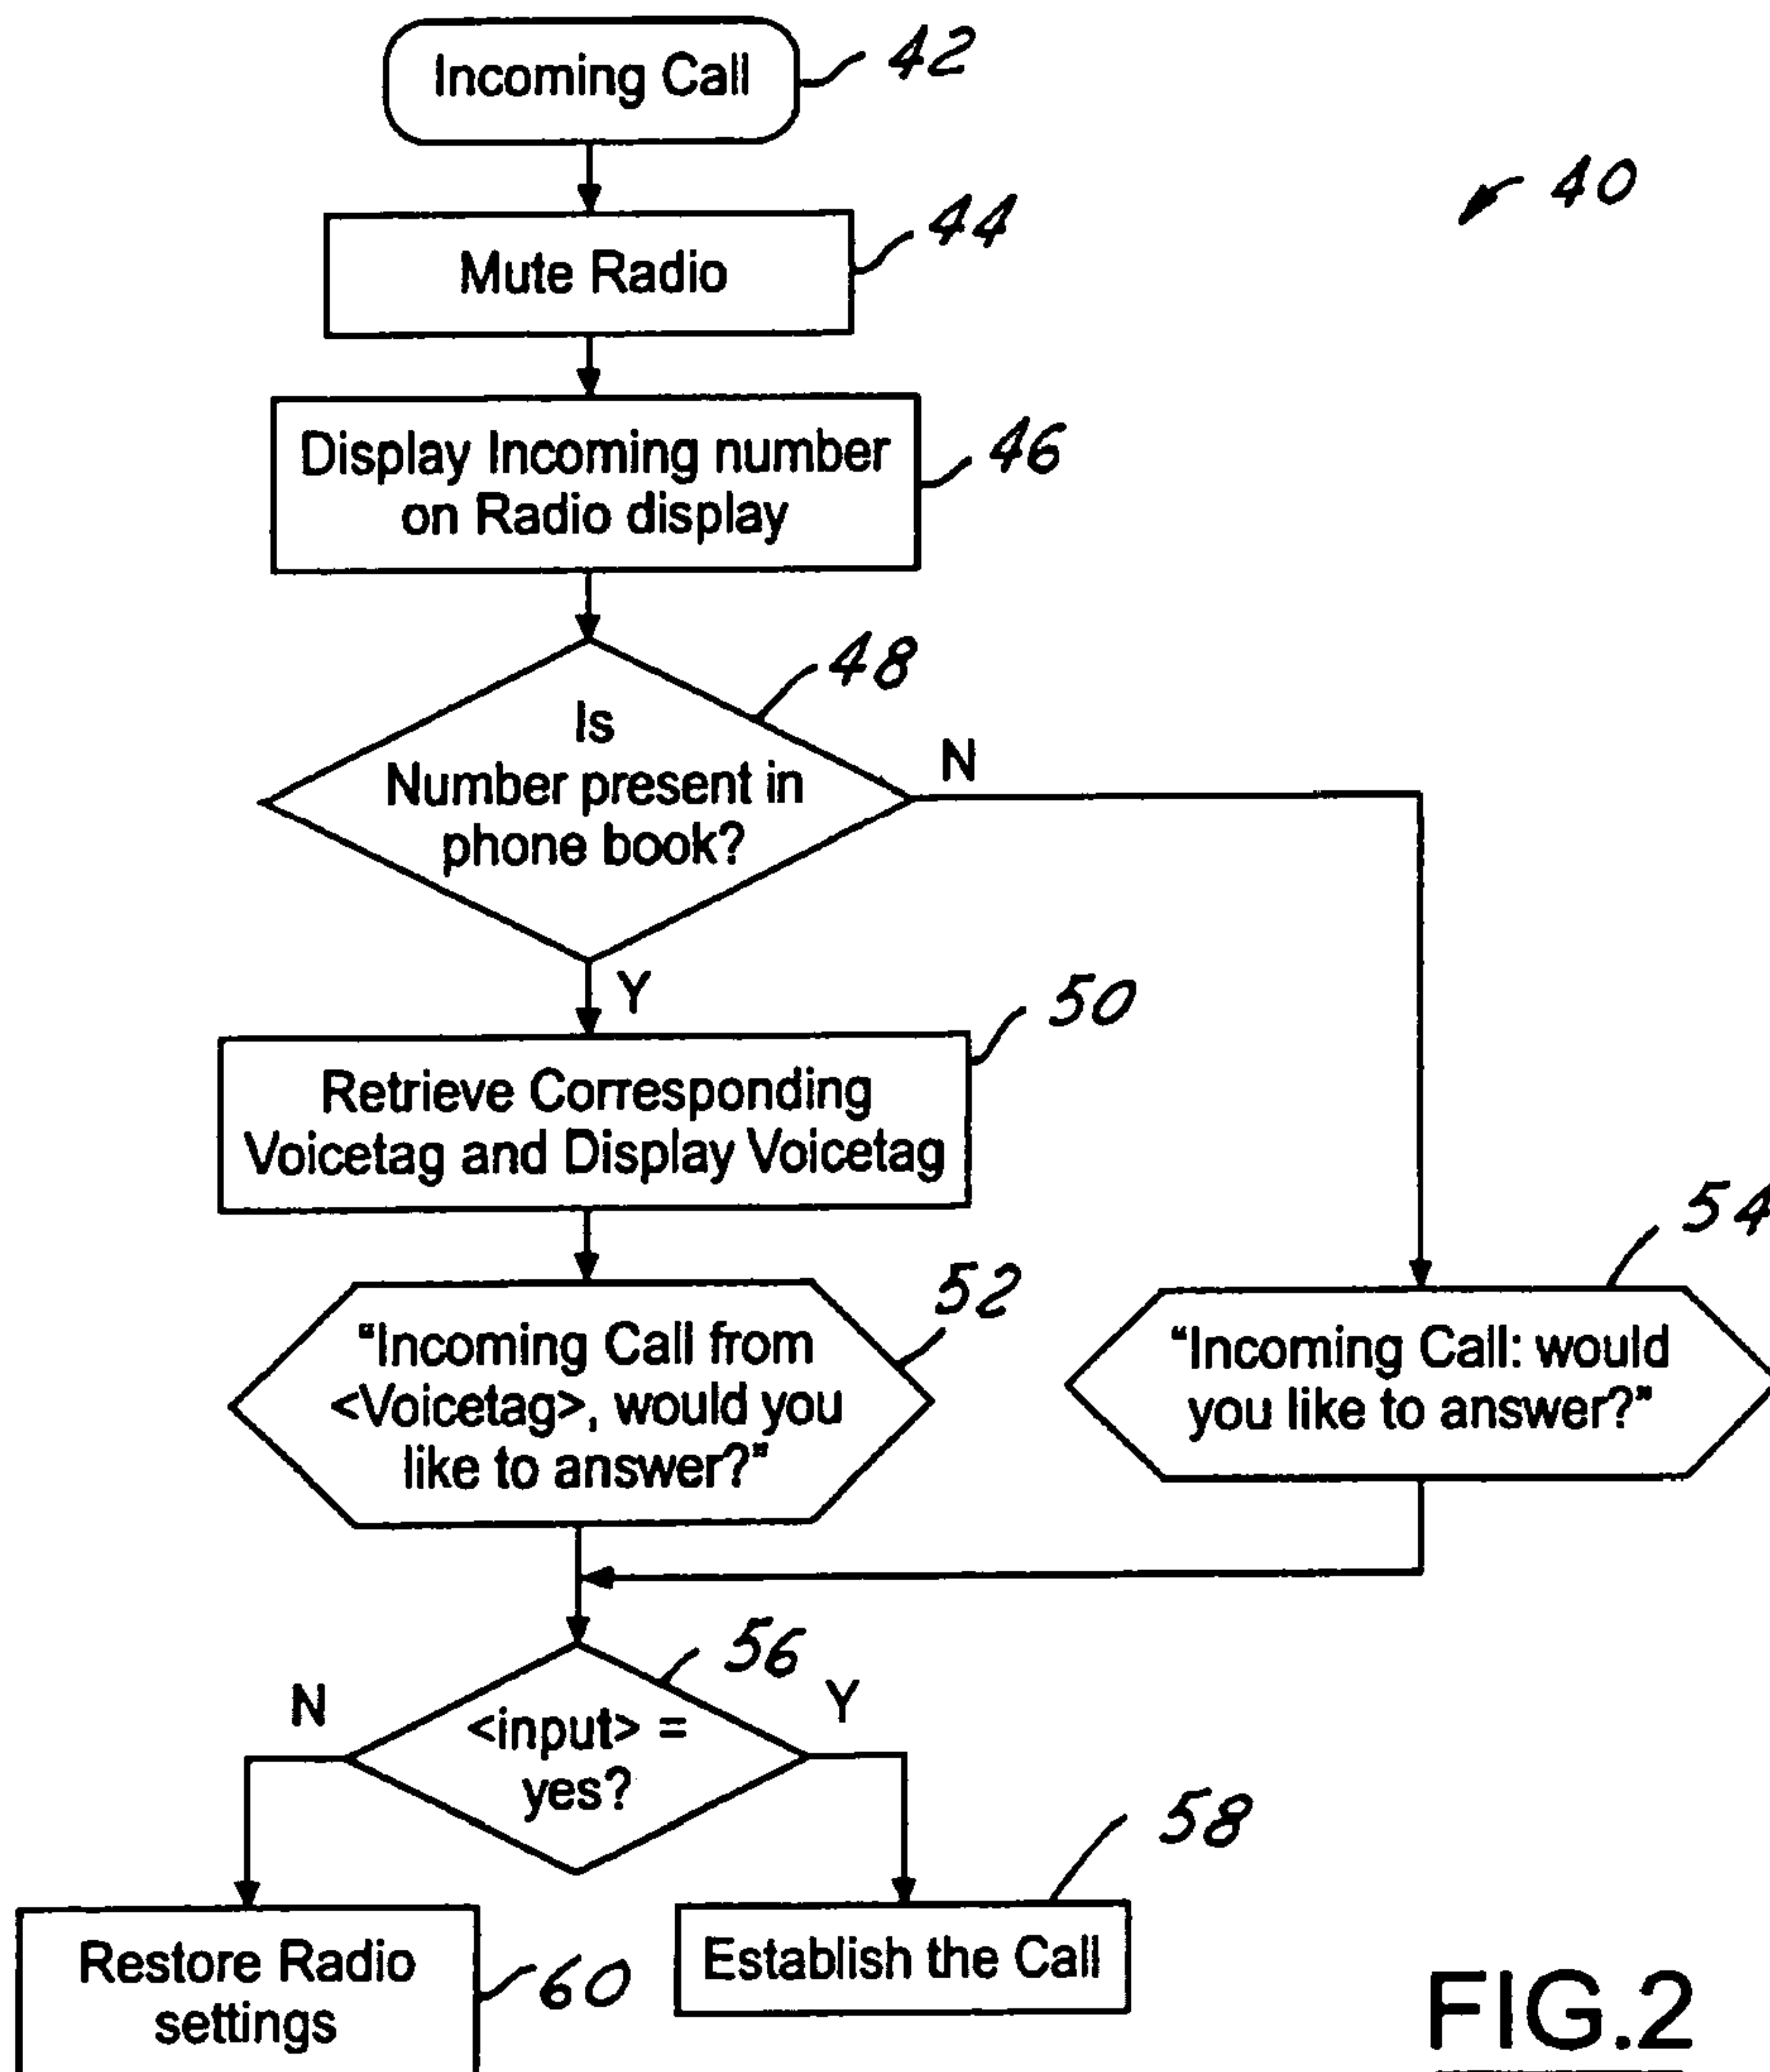 Incoming Call
42
40
Mute Radio
44
Display Incoming number
on Radio display
46
48
Is
Number present in
phone book?
N
Y
50
Retrieve Corresponding
Voicetag and Display Voicetag
54
52
"Incoming Call from
<Voicetag>, would you
like to answer?"
"Incoming Call: would
you like to answer?"
56
N
Y
<input> =
yes?
58
Restore Radio
settings
60
Establish the Call
FIG.2